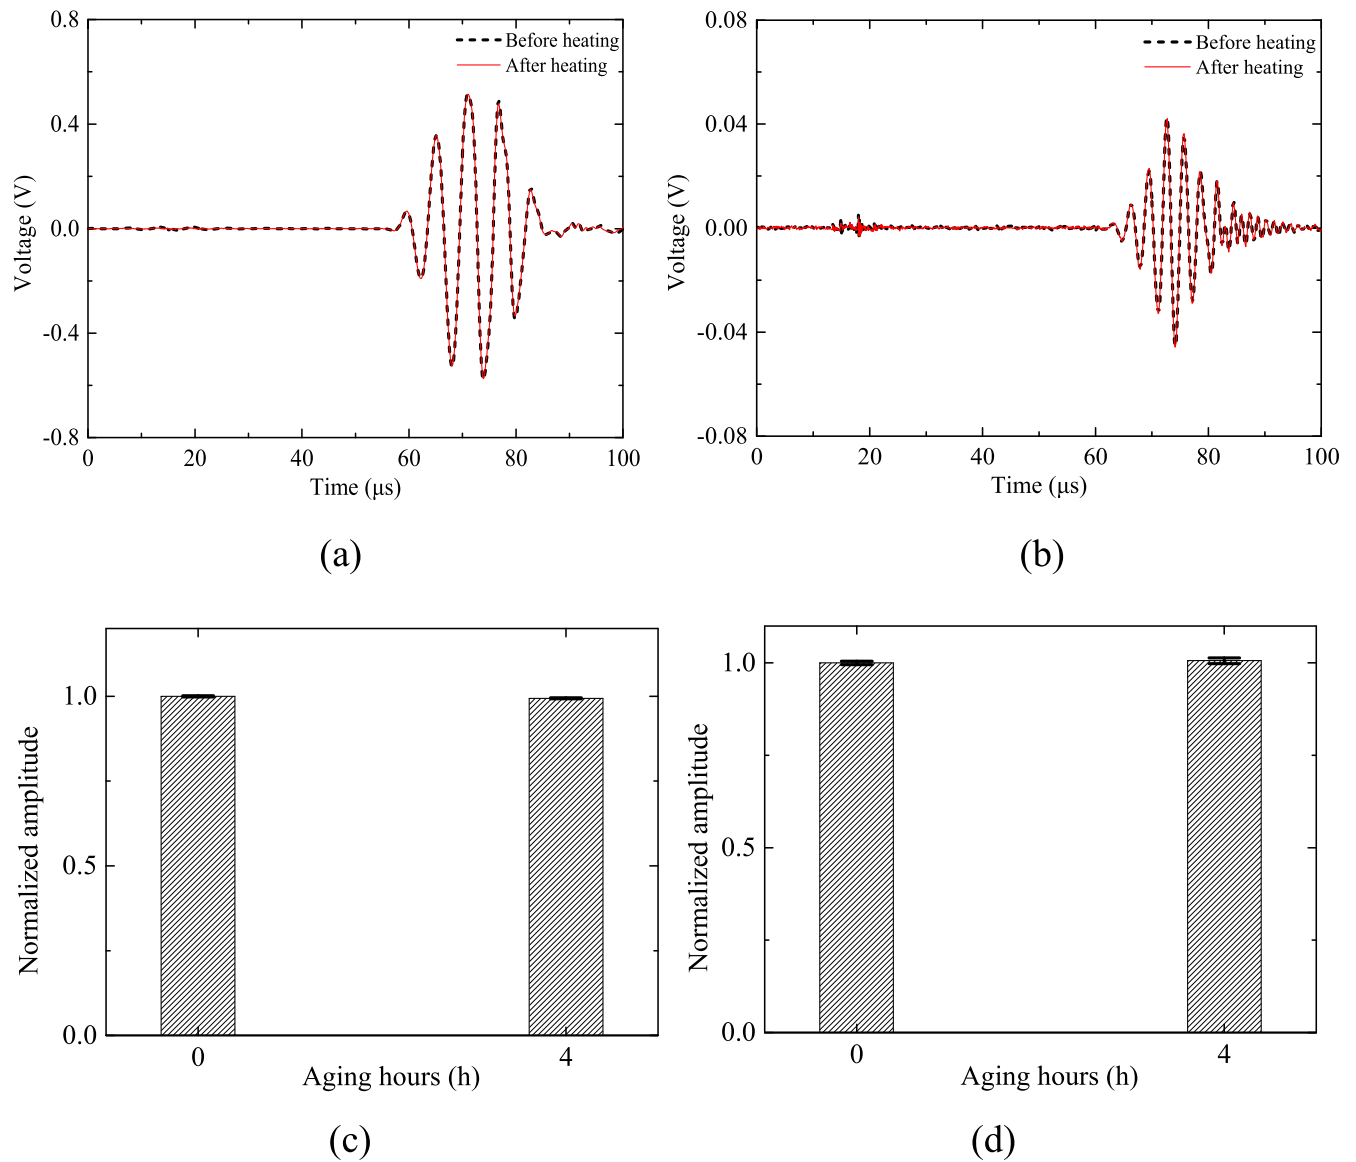 0.8
0.4
0.0
-0.4
-0.8
Voltage (V)
Before heating
After heating
0 20 40 60 80 100
Time (μs)
(a)
0.08
0.04
0.00
-0.04
-0.08
Voltage (V)
Before heating
After heating
0 20 40 60 80 100
Time (μs)
(b)
1.0
0.5
0.0
Normalized amplitude
0 4
Aging hours (h)
(c)
1.0
0.5
0.0
Normalized amplitude
0 4
Aging hours (h)
(d)